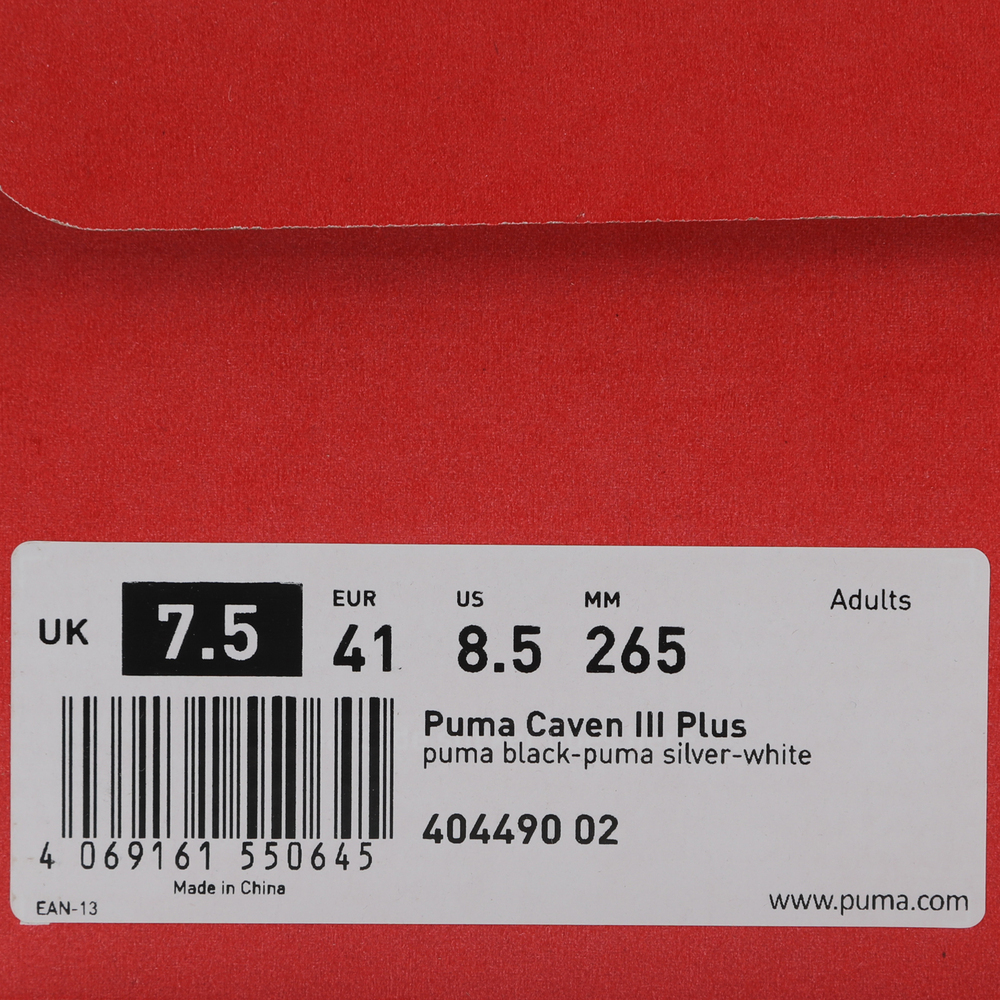 UK 7.5
EUR 41
US 8.5
MM 265
Adults
Puma Caven III Plus
puma black-puma silver-white
404490 02
4 069161 550645
Made in China
EAN-13
www.puma.com